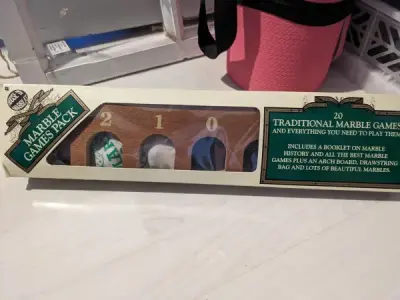 MARBLE
GAMES PACK
2 1 0
20
TRADITIONAL MARBLE GAMES
AND EVERYTHING YOU NEED TO PLAY THEM
INCLUDES A BOOKLET ON MARBLE
HISTORY AND ALL THE BEST MARBLE
GAMES PLUS AN ARCH BOARD, DRAWSTRING
BAG AND LOTS OF BEAUTIFUL MARBLES.